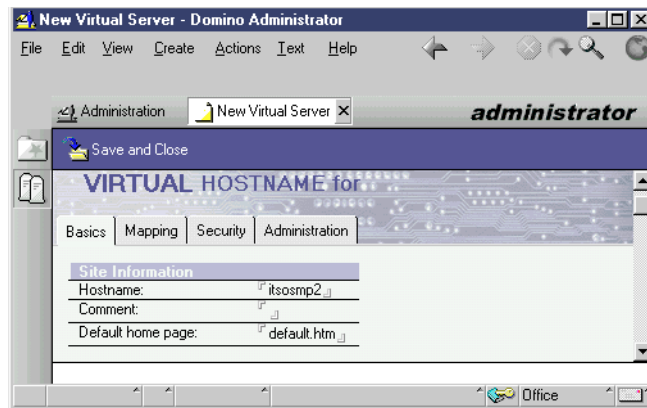 New Virtual Server - Domino Administrator
File Edit View Create Actions Text Help
Administration New Virtual Server administrator
Save and Close
VIRTUAL HOSTNAME for
Basics Mapping Security Administration
Site Information
Hostname: itsosmp2
Comment:
Default home page: default.htm
Office